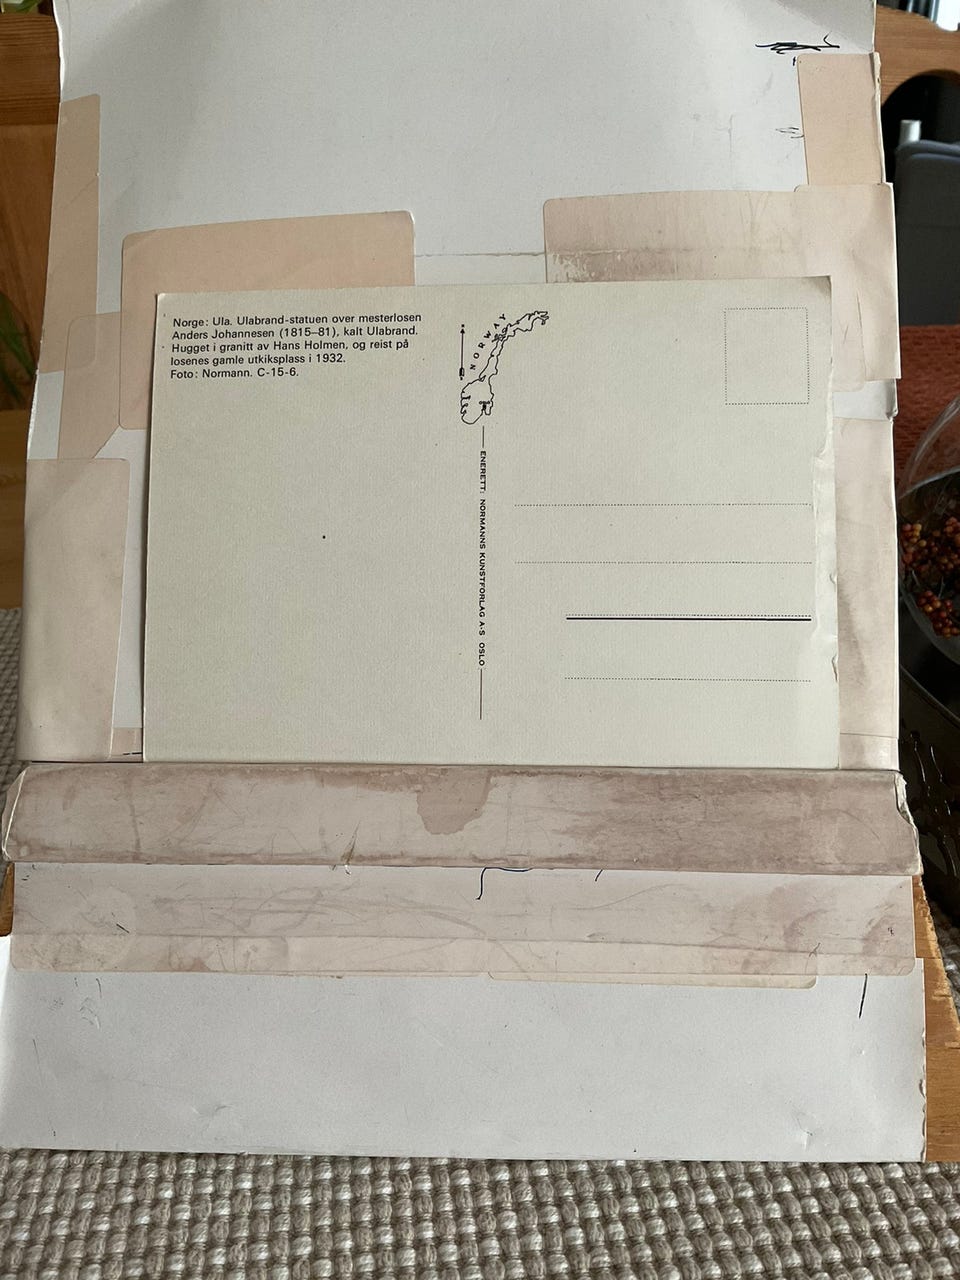 Norge: Ula. Ulabrand-statuen over mesterlosen
Anders Johannesen (1815–81), kalt Ulabrand.
Hugget i granitt av Hans Holmen, og reist på
losenes gamle utkiksplass i 1932.
Foto: Normann. C-15-6.
NORWAY
ENERETT: NORMANNS KUNSTFORLAG A·S OSLO